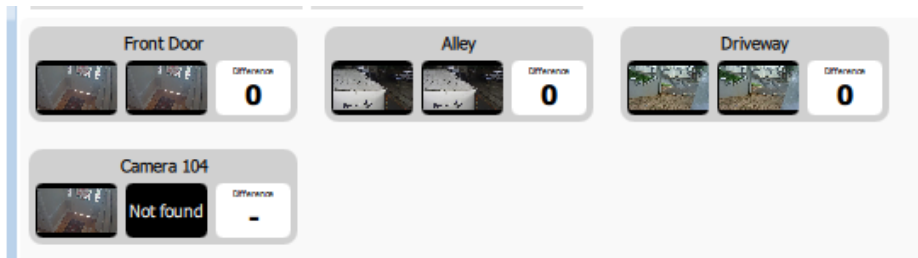 Front Door
Difference
0
Alley
Difference
0
Driveway
Difference
0
Camera 104
Not found
Difference
-